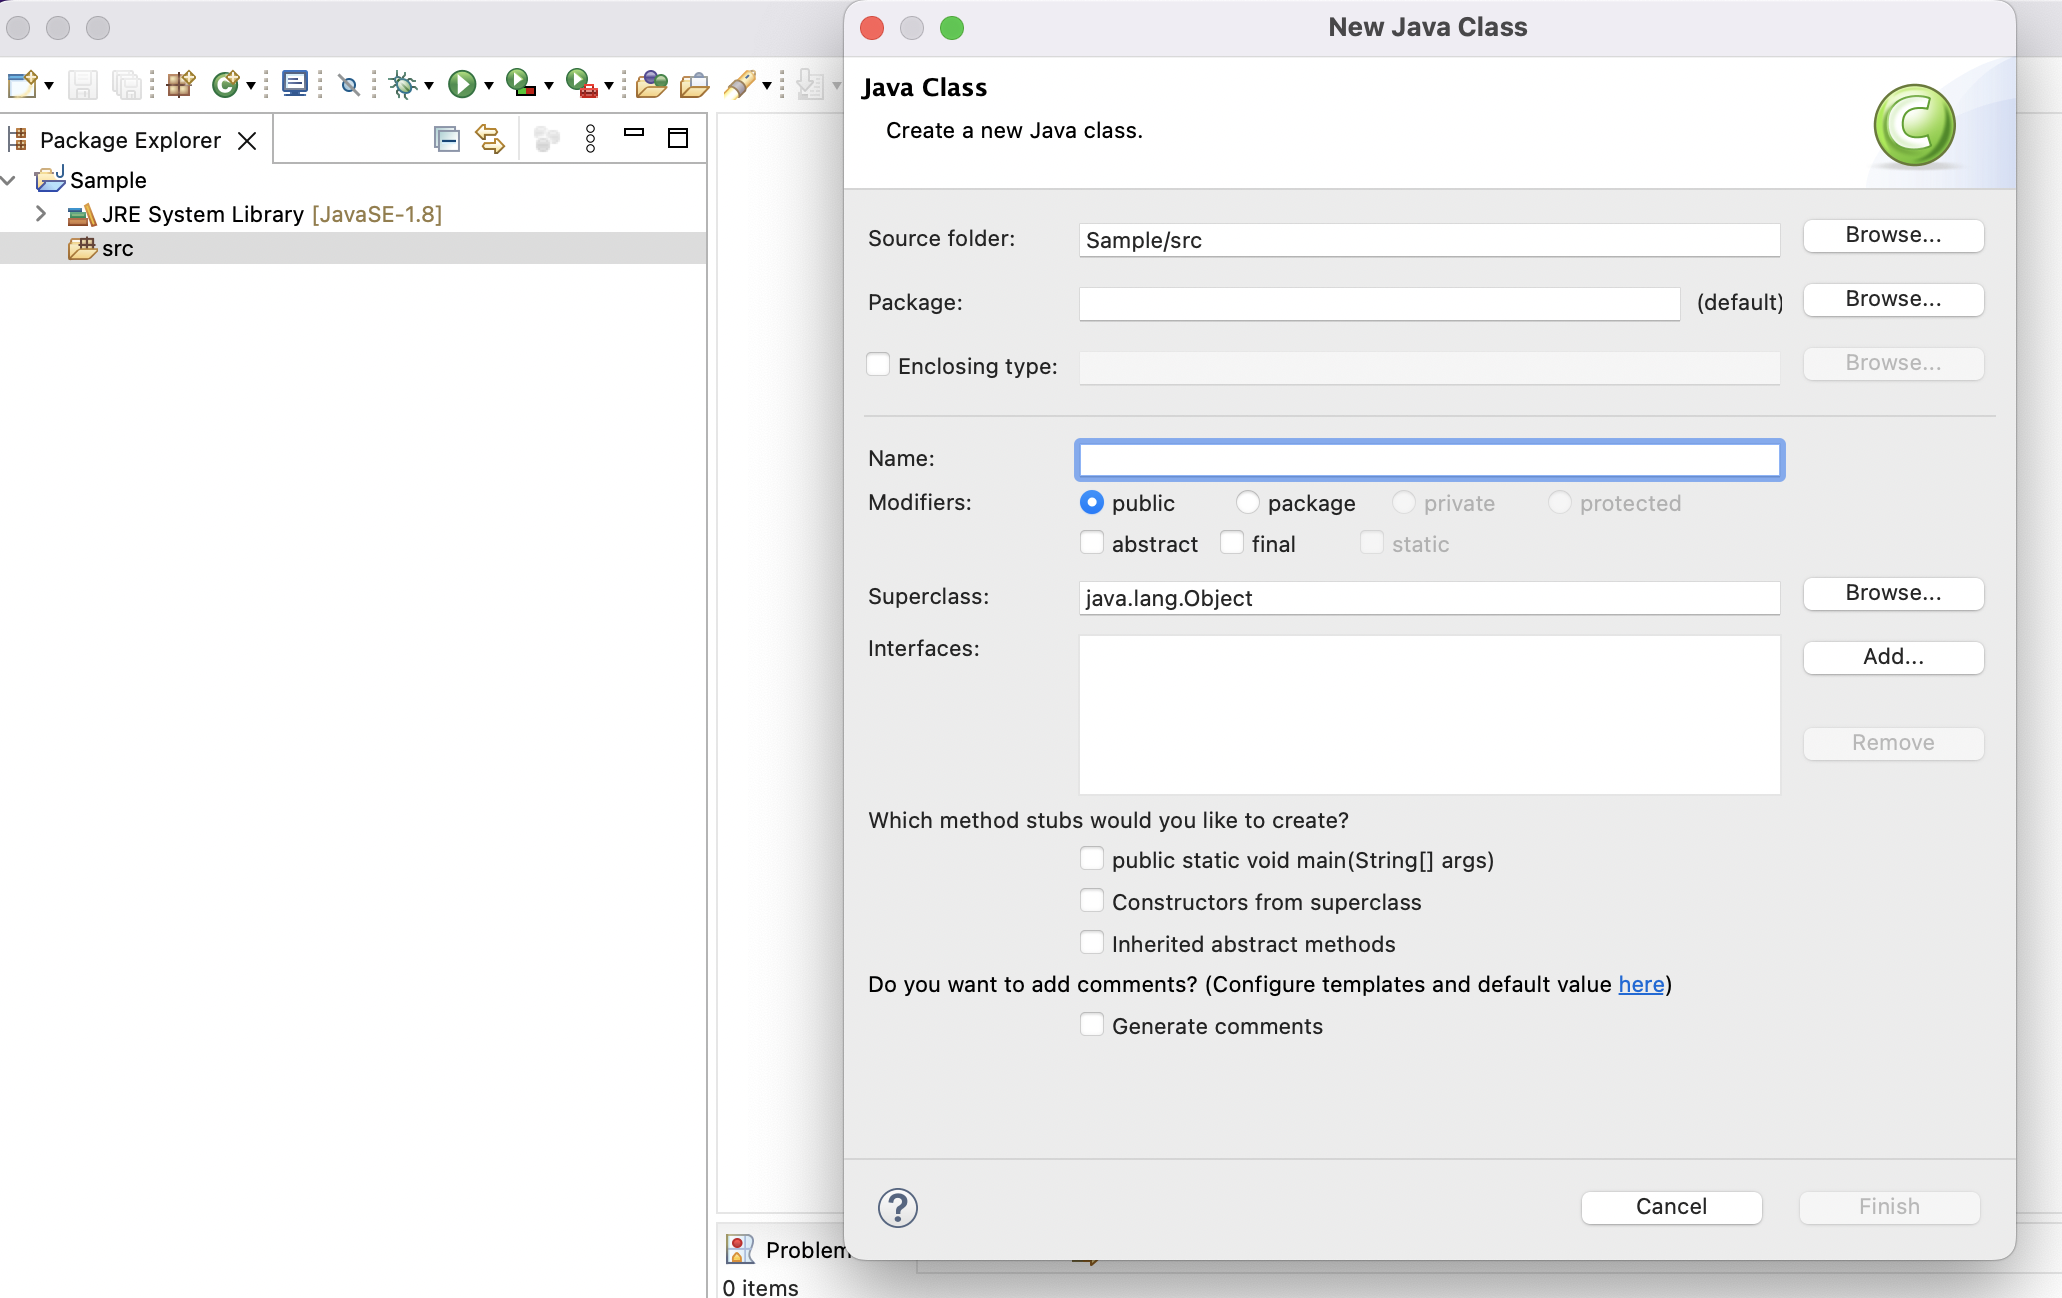 New Java Class
Java Class
Create a new Java class.
Package Explorer
Sample
JRE System Library [JavaSE-1.8]
src
Source folder: Sample/src Browse...
Package: (default) Browse...
Enclosing type: Browse...
Name:
Modifiers: public package private protected
abstract final static
Superclass: java.lang.Object Browse...
Interfaces: Add...
Remove
Which method stubs would you like to create?
public static void main(String[] args)
Constructors from superclass
Inherited abstract methods
Do you want to add comments? (Configure templates and default value here)
Generate comments
? Cancel Finish
Problem
0 items